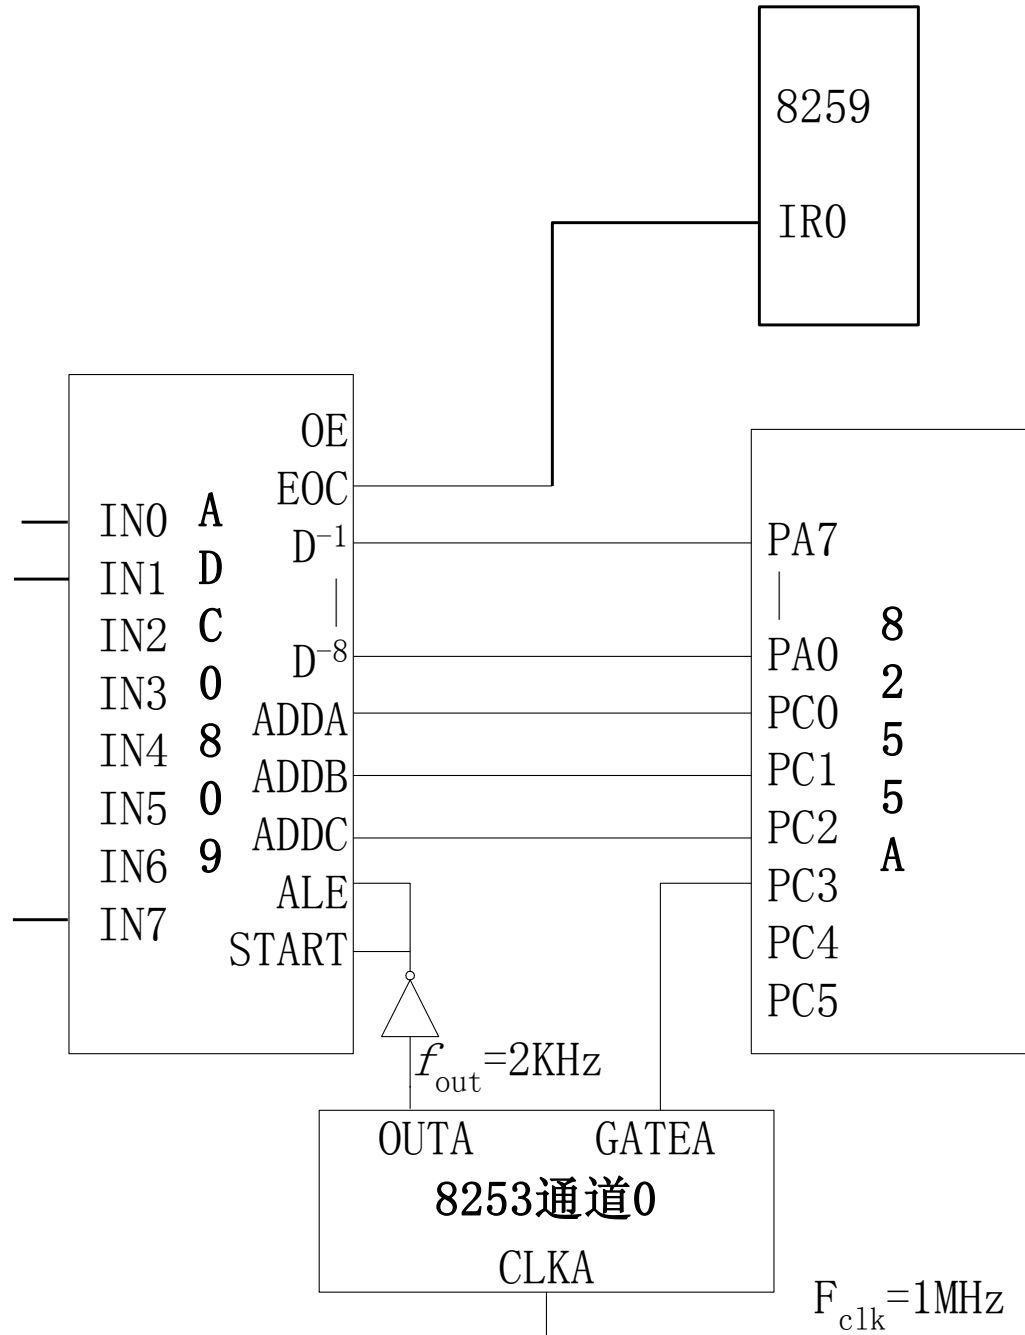 8259
IR0
OE
EOC
D-1
D-8
ADDA
ADDB
ADDC
ALE
START
IN0
IN1
IN2
IN3
IN4
IN5
IN6
IN7
ADC0809
PA7
PA0
PC0
PC1
PC2
PC3
PC4
PC5
8255A
fout=2KHz
OUTA GATEA
8253通道0
CLKA
Fclk=1MHz